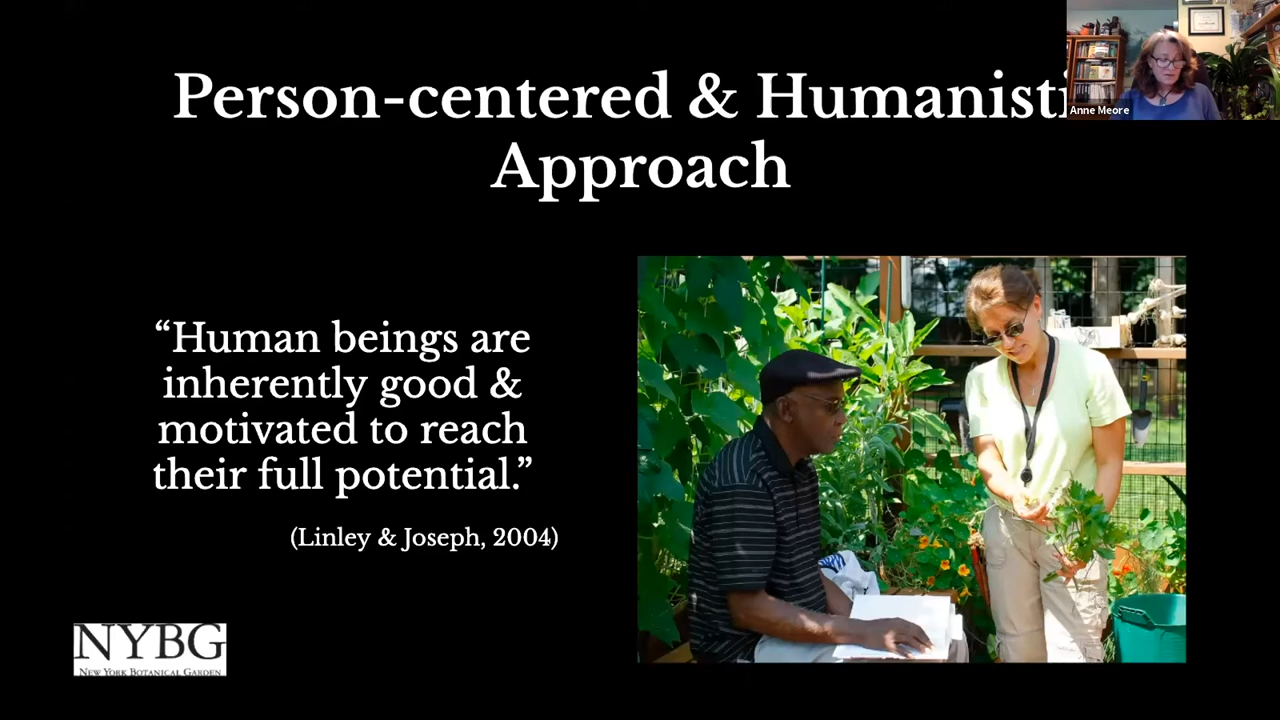 Person-centered & Humanisti
Approach
Anne Meore
“Human beings are
inherently good &
motivated to reach
their full potential.”
(Linley & Joseph, 2004)
NYBG
New York Botanical Garden